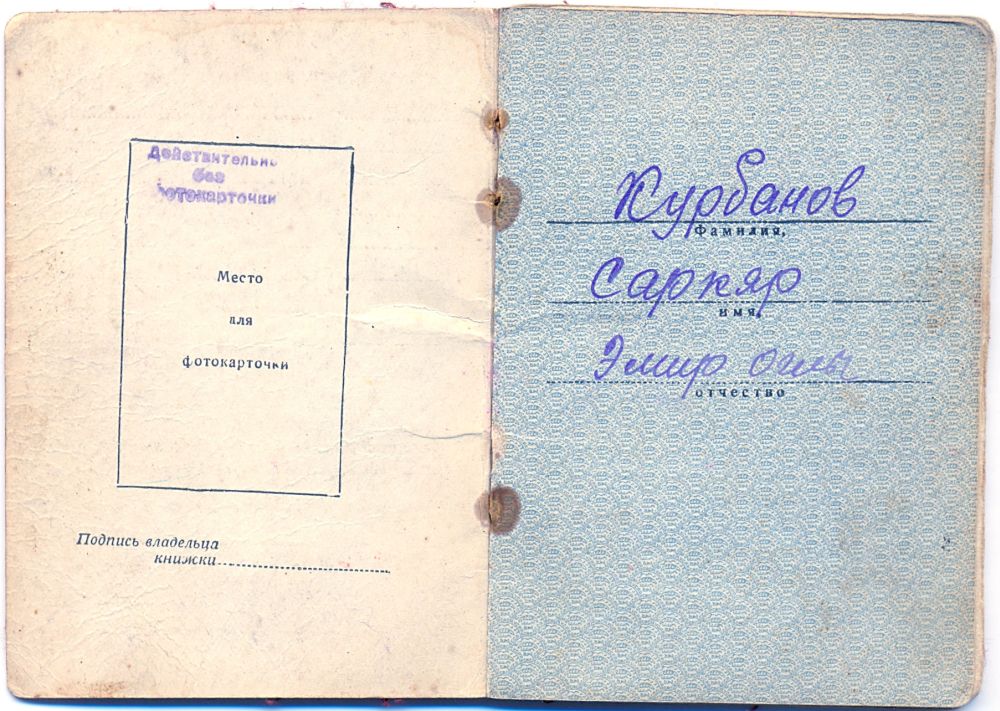 Действительно
без
фотокарточки
Место
для
фотокарточки
Подпись владельца
книжки
Курбанов
Фамилия,
Саркяр
имя,
Эмир оглы
отчество